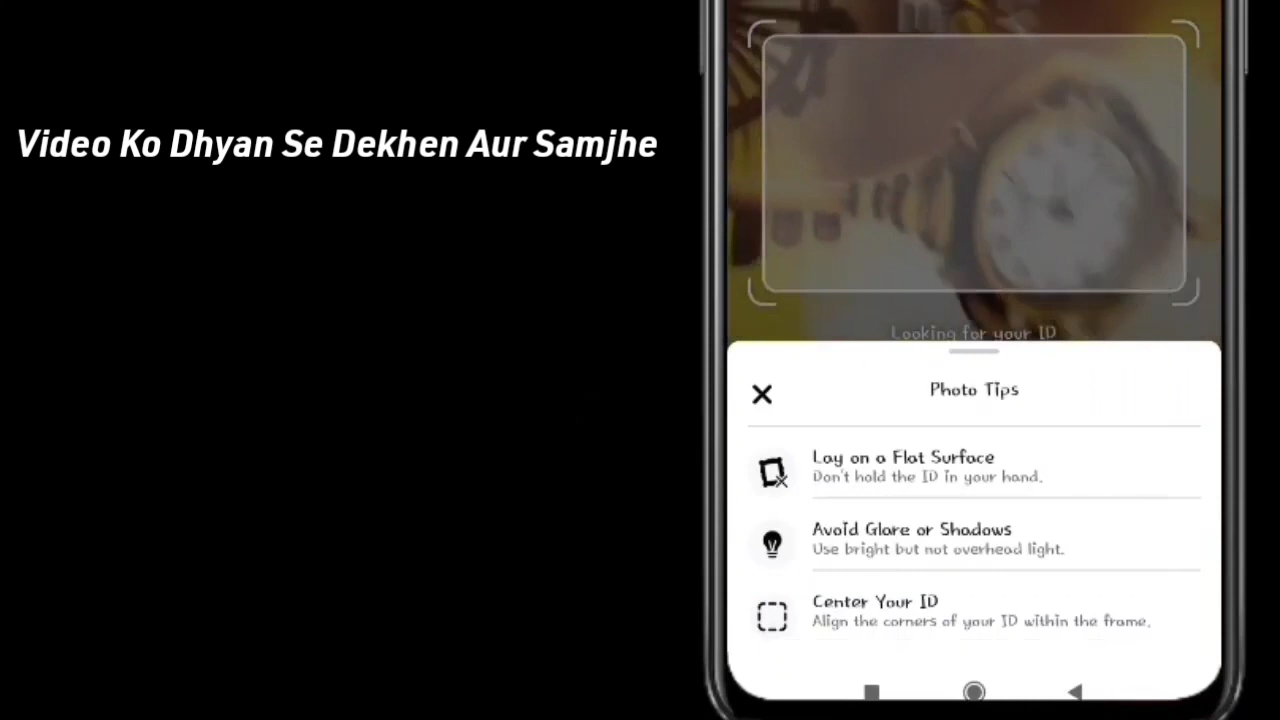 Video Ko Dhyan Se Dekhen Aur Samjhe
Looking for your ID
Photo Tips
Lay on a Flat Surface
Don't hold the ID in your hand.
Avoid Glare or Shadows
Use bright but not overhead light.
Center Your ID
Align the corners of your ID within the frame.